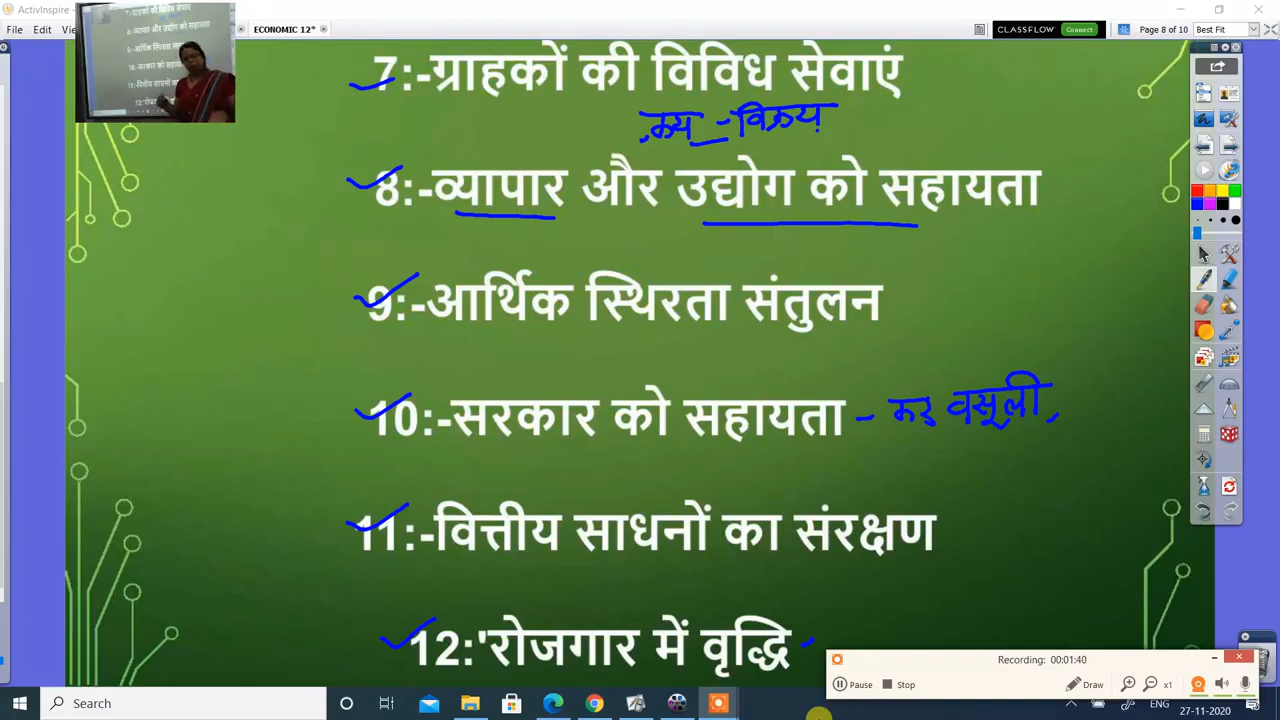 ActivInspire
File
Edit
ECONOMIC 12*
CLASSFLOW
Connect
Page 8 of 10
Best Fit
7:-ग्राहकों की विविध सेवाएं
क्रय - विक्रय
8:-व्यापार और उद्योग को सहायता
9:-आर्थिक स्थिरता संतुलन
10:-सरकार को सहायता - कर वसूली,
11:-वित्तीय साधनों का संरक्षण
12:'रोजगार में वृद्धि
Recording: 00:01:40
Pause
Stop
Draw
x1
Search
ENG
27-11-2020